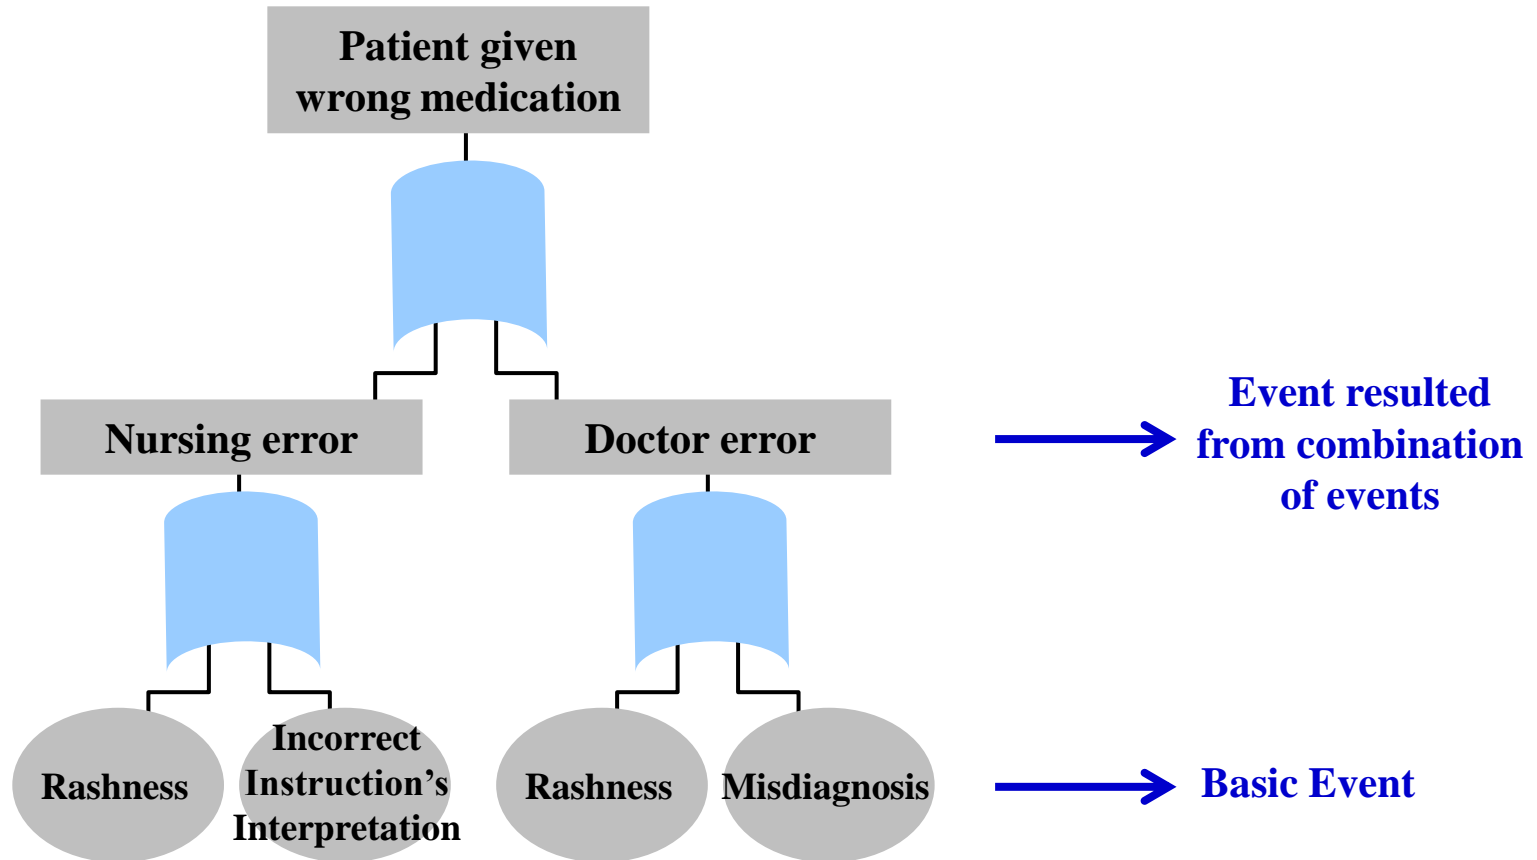 Patient given
wrong medication
Nursing error
Doctor error
Event resulted
from combination
of events
Rashness
Incorrect
Instruction’s
Interpretation
Rashness
Misdiagnosis
Basic Event